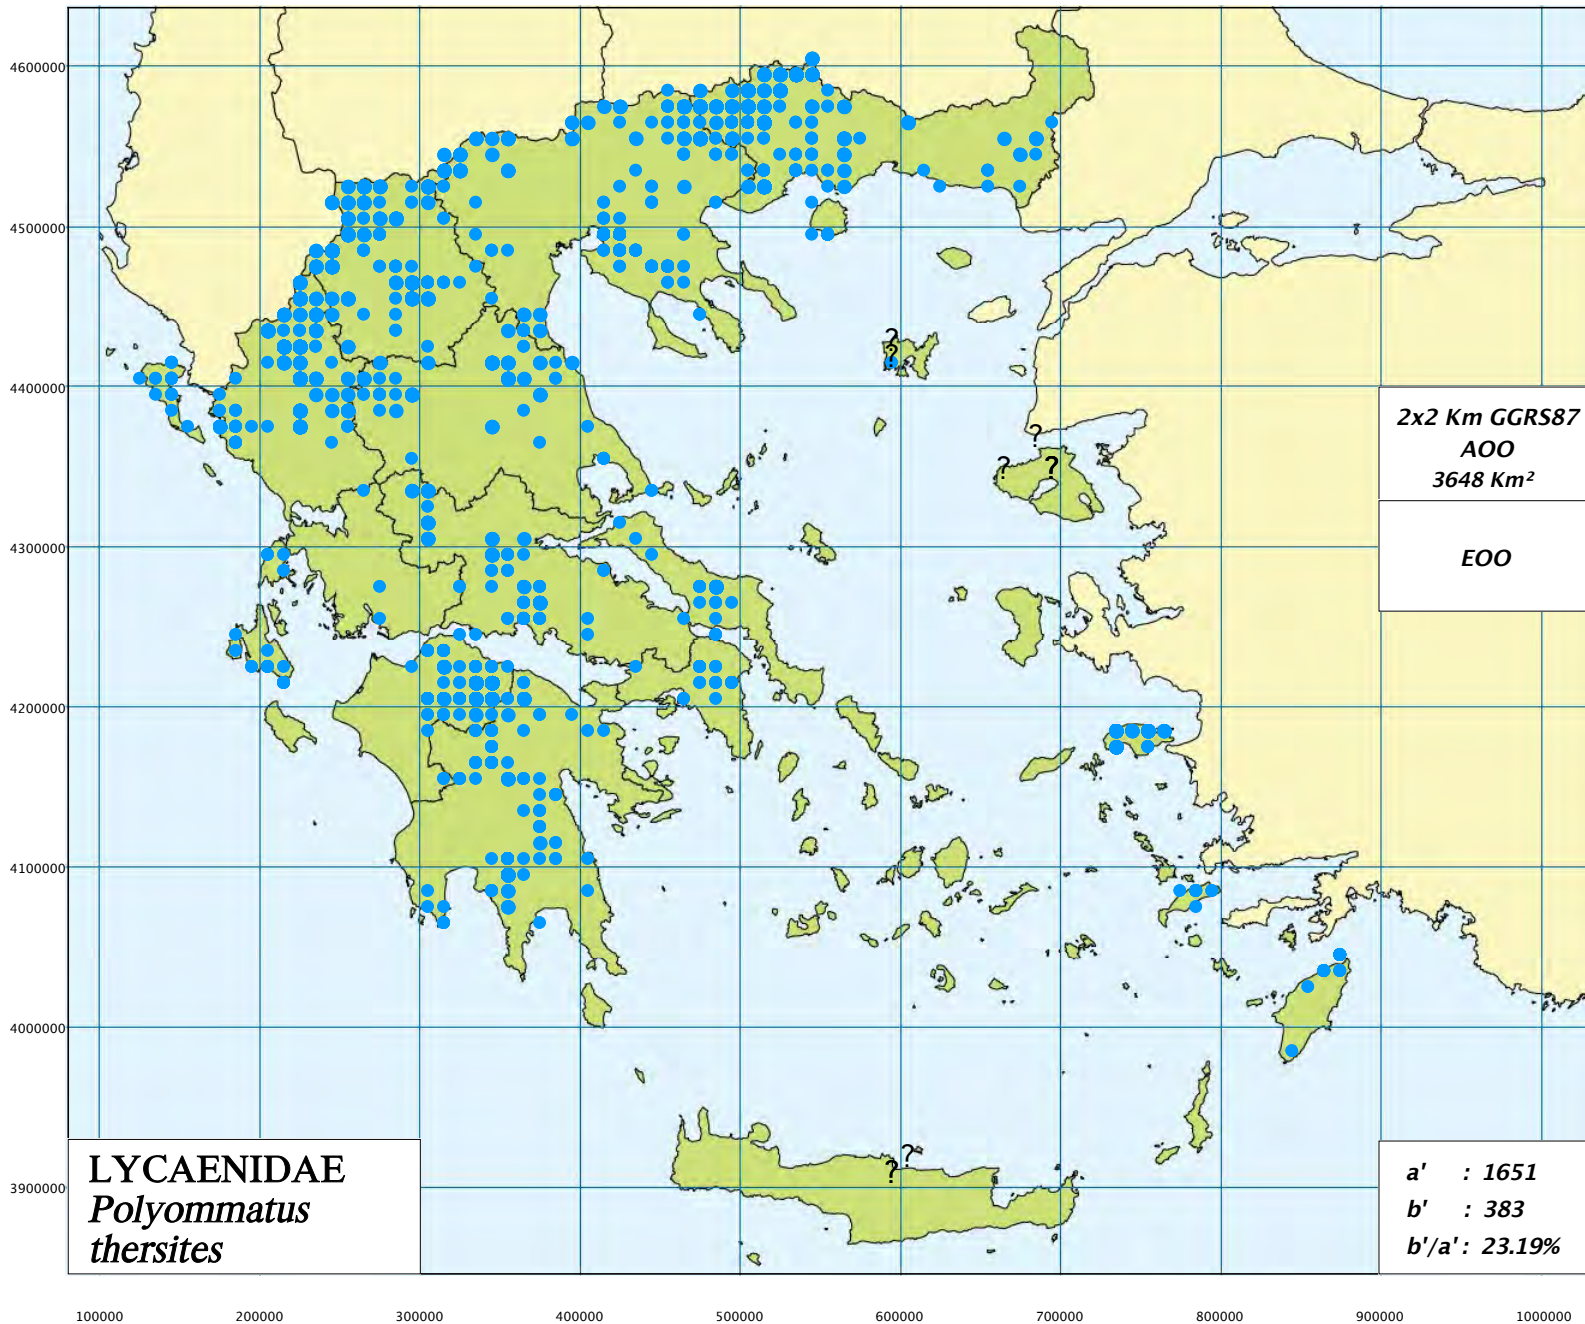 4600000
4500000
4400000
4300000
4200000
4100000
4000000
3900000
?
?
?
?
?
?
?
2x2 Km GGRS87
AOO
3648 Km²
EOO
LYCAENIDAE
Polyommatus
thersites
a' : 1651
b' : 383
b'/a' : 23.19%
100000 200000 300000 400000 500000 600000 700000 800000 900000 1000000